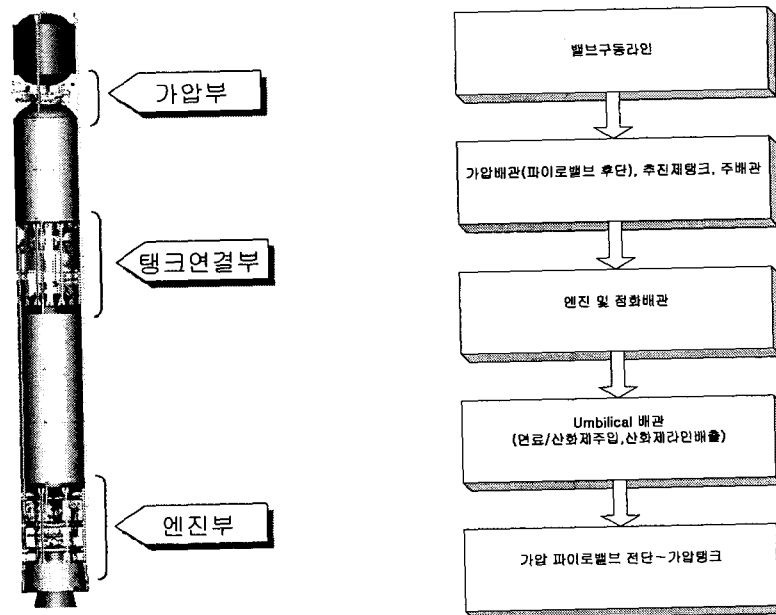 가압부
탱크연결부
엔진부
밸브구동라인
가압배관(파이로밸브 후단), 추진제탱크, 주배관
엔진 및 점화배관
Umbilical 배관
(연료/산화제주입,산화제라인배출)
가압 파이로밸브 전단~가압탱크